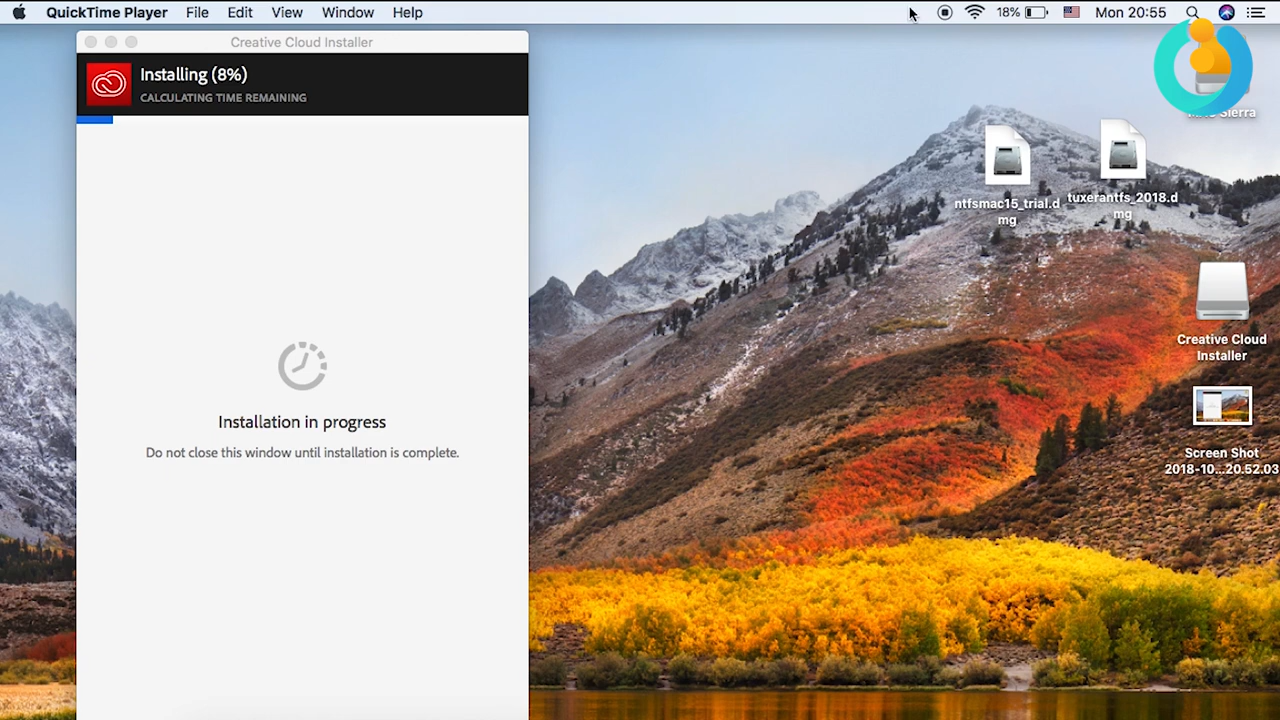 QuickTime Player File Edit View Window Help 18% Mon 20:55
Creative Cloud Installer
Installing (8%)
CALCULATING TIME REMAINING
Installation in progress
Do not close this window until installation is complete.
Sierra
ntfsmac15_trial.d
mg
tuxerantfs_2018.d
mg
Creative Cloud
Installer
Screen Shot
2018-10...20.52.03